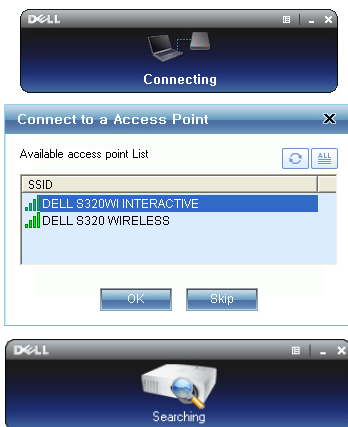 DELL
Connecting
Connect to a Access Point
Available access point List
ALL
SSID
DELL S320WI INTERACTIVE
DELL S320 WIRELESS
OK Skip
DELL
Searching